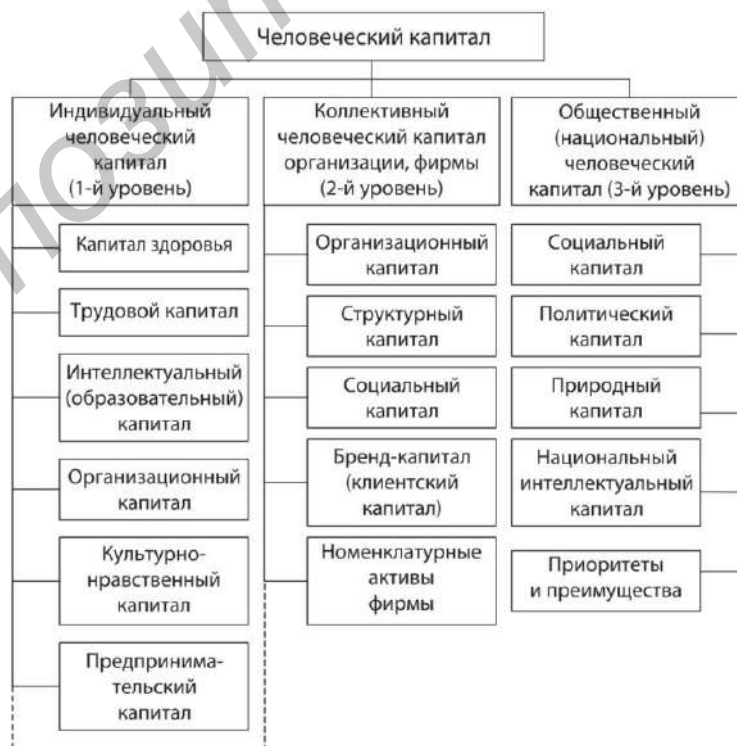 Человеческий капитал
Индивидуальный
человеческий
капитал
(1-й уровень)
Капитал здоровья
Трудовой капитал
Интеллектуальный
(образовательный)
капитал
Организационный
капитал
Культурно-
нравственный
капитал
Предпринима-
тельский
капитал
Коллективный
человеческий капитал
организации, фирмы
(2-й уровень)
Организационный
капитал
Структурный
капитал
Социальный
капитал
Бренд-капитал
(клиентский
капитал)
Номенклатурные
активы
фирмы
Общественный
(национальный)
человеческий
капитал (3-й уровень)
Социальный
капитал
Политический
капитал
Природный
капитал
Национальный
интеллектуальный
капитал
Приоритеты
и преимущества